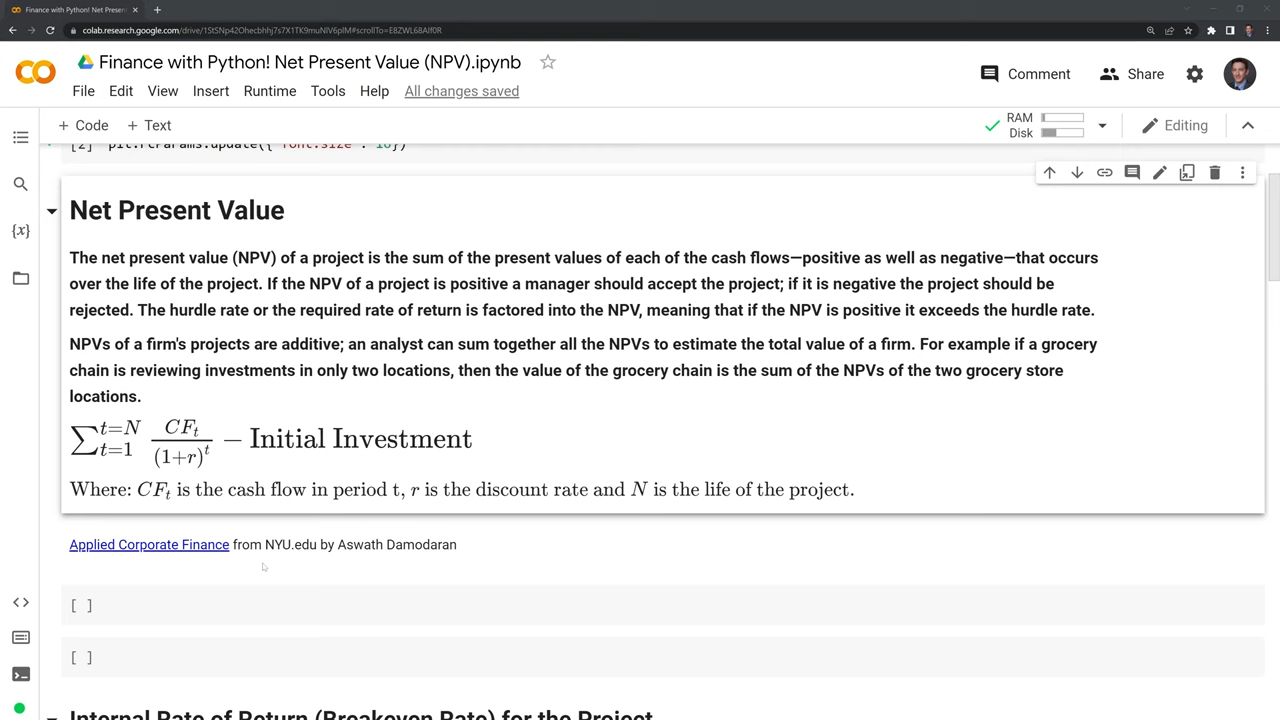 Finance with Python! Net Present
colab.research.google.com/drive/1StSNp42Ohecbhhj7s7X1TK9muNIV6plM#scrollTo=E8ZWL68AIf0R
Finance with Python! Net Present Value (NPV).ipynb
Comment
Share
File Edit View Insert Runtime Tools Help All changes saved
+ Code + Text
RAM
Disk
Editing
[2] plt.rcParams.update({'font.size': 16})
Net Present Value
The net present value (NPV) of a project is the sum of the present values of each of the cash flows—positive as well as negative—that occurs
over the life of the project. If the NPV of a project is positive a manager should accept the project; if it is negative the project should be
rejected. The hurdle rate or the required rate of return is factored into the NPV, meaning that if the NPV is positive it exceeds the hurdle rate.
NPVs of a firm's projects are additive; an analyst can sum together all the NPVs to estimate the total value of a firm. For example if a grocery
chain is reviewing investments in only two locations, then the value of the grocery chain is the sum of the NPVs of the two grocery store
locations.
∑_{t=1}^{t=N} CF_t/(1+r)^t − Initial Investment
Where: CF_t is the cash flow in period t, r is the discount rate and N is the life of the project.
Applied Corporate Finance from NYU.edu by Aswath Damodaran
[ ]
[ ]
Internal Rate of Return (Breakeven Rate) for the Project